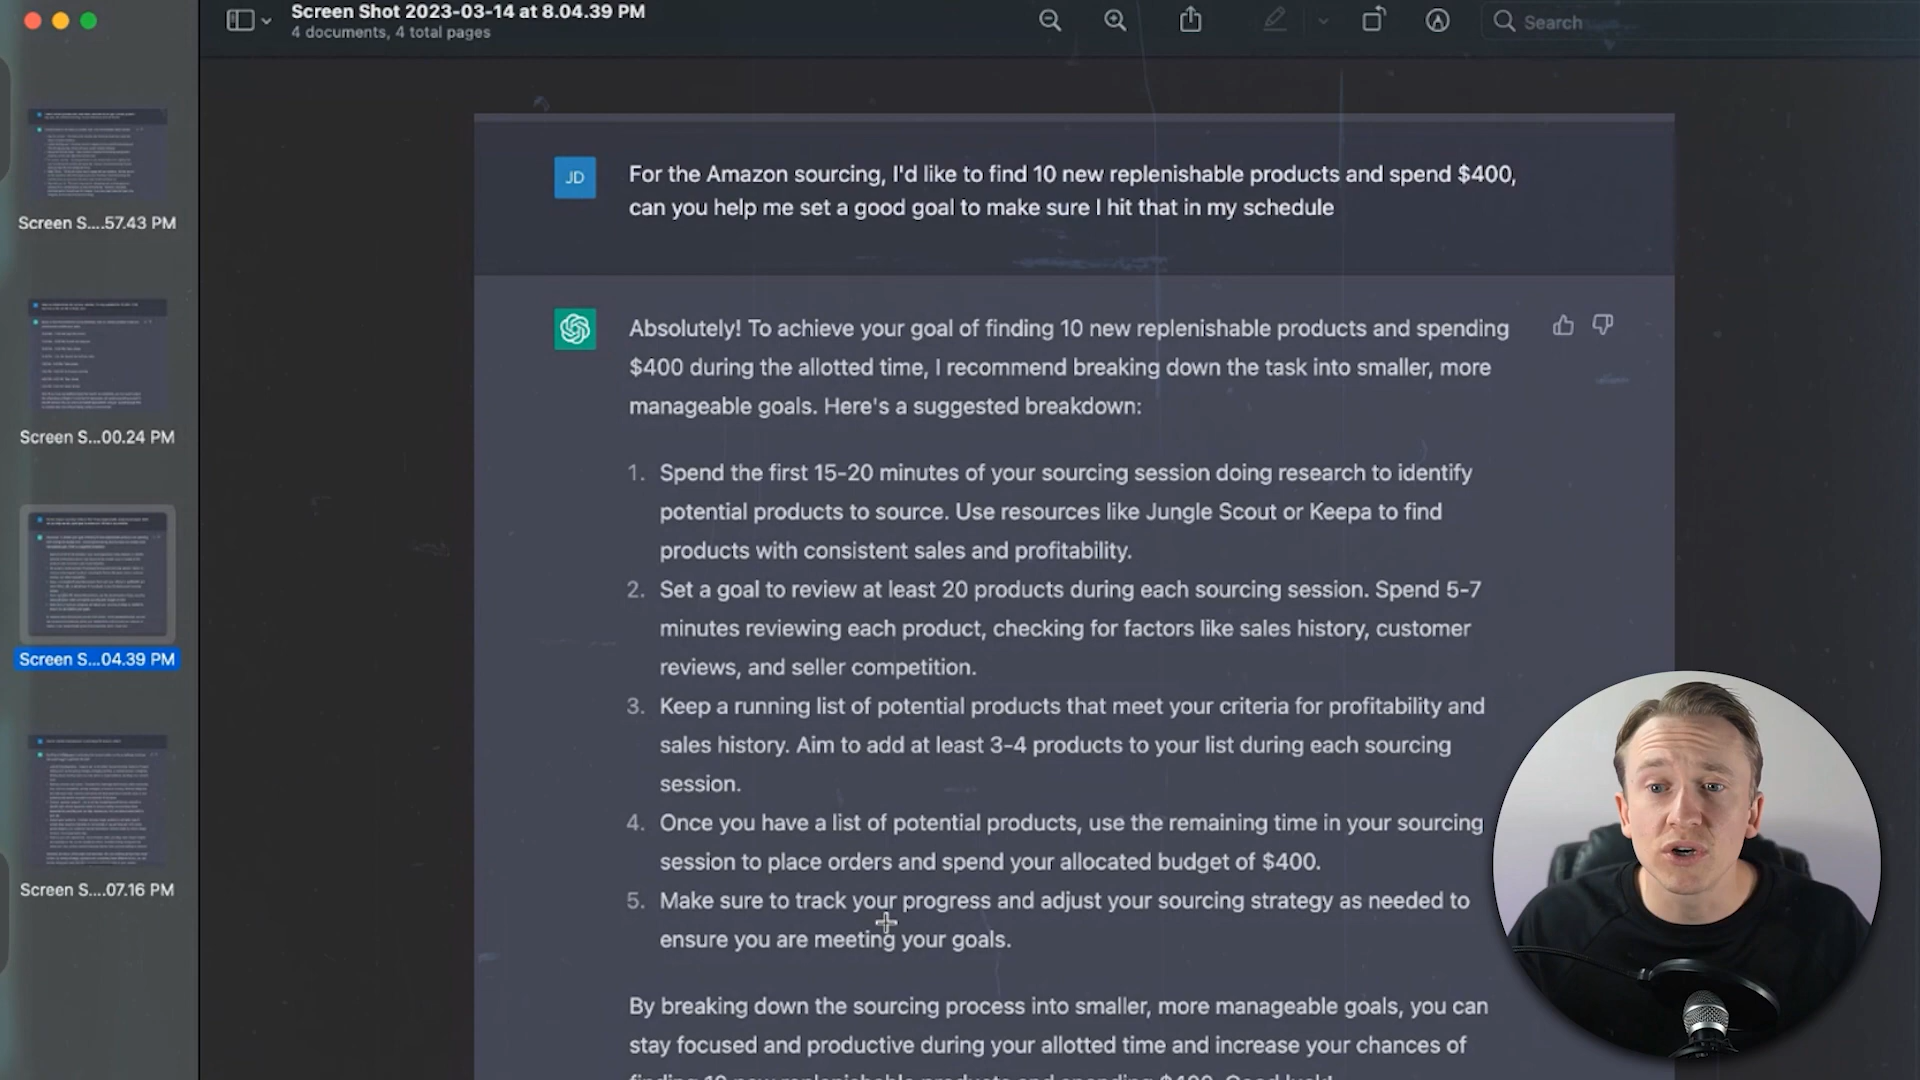 Screen Shot 2023-03-14 at 8.04.39 PM
4 documents, 4 total pages
Search
Screen S....57.43 PM
Screen S...00.24 PM
Screen S...04.39 PM
Screen S....07.16 PM
JD
For the Amazon sourcing, I'd like to find 10 new replenishable products and spend $400,
can you help me set a good goal to make sure I hit that in my schedule
Absolutely! To achieve your goal of finding 10 new replenishable products and spending
$400 during the allotted time, I recommend breaking down the task into smaller, more
manageable goals. Here's a suggested breakdown:
1. Spend the first 15-20 minutes of your sourcing session doing research to identify
potential products to source. Use resources like Jungle Scout or Keepa to find
products with consistent sales and profitability.
2. Set a goal to review at least 20 products during each sourcing session. Spend 5-7
minutes reviewing each product, checking for factors like sales history, customer
reviews, and seller competition.
3. Keep a running list of potential products that meet your criteria for profitability and
sales history. Aim to add at least 3-4 products to your list during each sourcing
session.
4. Once you have a list of potential products, use the remaining time in your sourcing
session to place orders and spend your allocated budget of $400.
5. Make sure to track your progress and adjust your sourcing strategy as needed to
ensure you are meeting your goals.
By breaking down the sourcing process into smaller, more manageable goals, you can
stay focused and productive during your allotted time and increase your chances of
finding 10 new replenishable products and spending $400. Good luck!